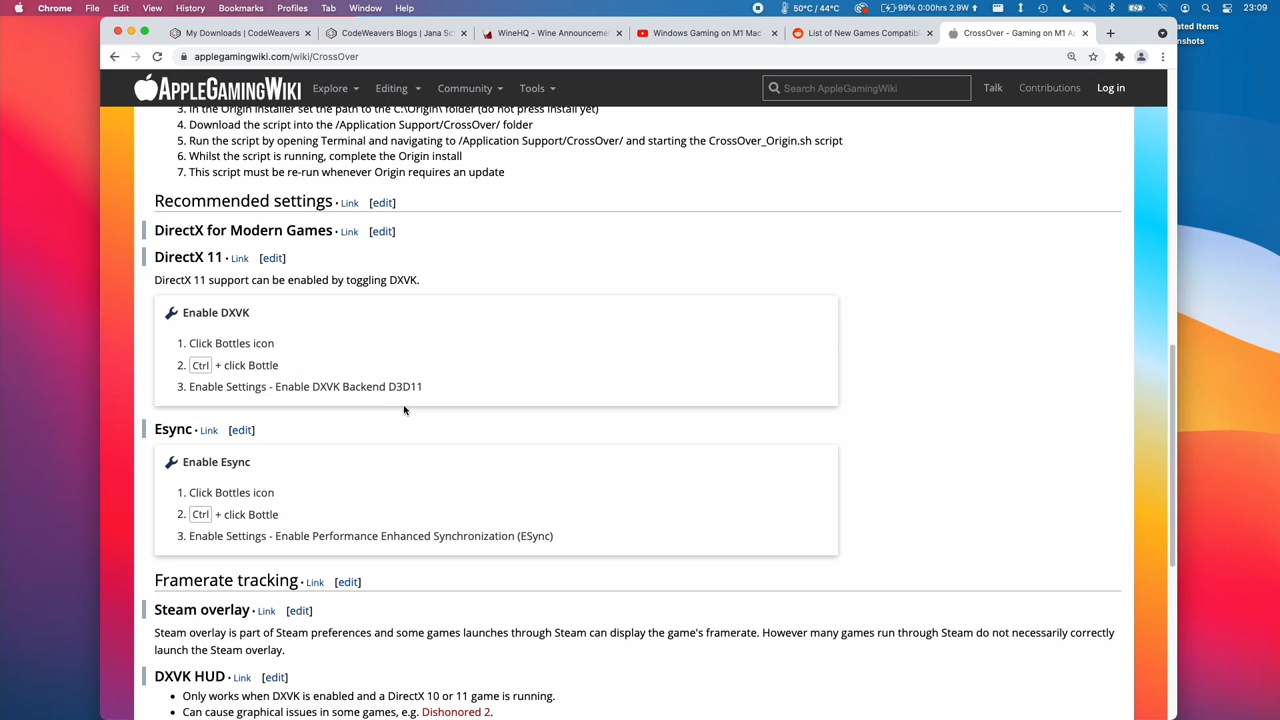 Chrome File Edit View History Bookmarks Profiles Tab Window Help 50°C/44°C 99% 0:00hrs 2.9W 23:09
My Downloads | CodeWeavers
CodeWeavers Blogs | Jana Sc
WineHQ - Wine Announceme
Windows Gaming on M1 Mac
List of New Games Compatibl
CrossOver - Gaming on M1 A
applegamingwiki.com/wiki/CrossOver
APPLEGAMINGWIKI Explore Editing Community Tools Search AppleGamingWiki Talk Contributions Log in
3. In the Origin Installer set the path to the C:\Origin\ folder (do not press install yet)
4. Download the script into the /Application Support/CrossOver/ folder
5. Run the script by opening Terminal and navigating to /Application Support/CrossOver/ and starting the CrossOver_Origin.sh script
6. Whilst the script is running, complete the Origin install
7. This script must be re-run whenever Origin requires an update
Recommended settings • Link [edit]
DirectX for Modern Games • Link [edit]
DirectX 11 • Link [edit]
DirectX 11 support can be enabled by toggling DXVK.
Enable DXVK
1. Click Bottles icon
2. Ctrl + click Bottle
3. Enable Settings - Enable DXVK Backend D3D11
Esync • Link [edit]
Enable Esync
1. Click Bottles icon
2. Ctrl + click Bottle
3. Enable Settings - Enable Performance Enhanced Synchronization (ESync)
Framerate tracking • Link [edit]
Steam overlay • Link [edit]
Steam overlay is part of Steam preferences and some games launches through Steam can display the game's framerate. However many games run through Steam do not necessarily correctly
launch the Steam overlay.
DXVK HUD • Link [edit]
• Only works when DXVK is enabled and a DirectX 10 or 11 game is running.
• Can cause graphical issues in some games, e.g. Dishonored 2.
ated Items
nshots